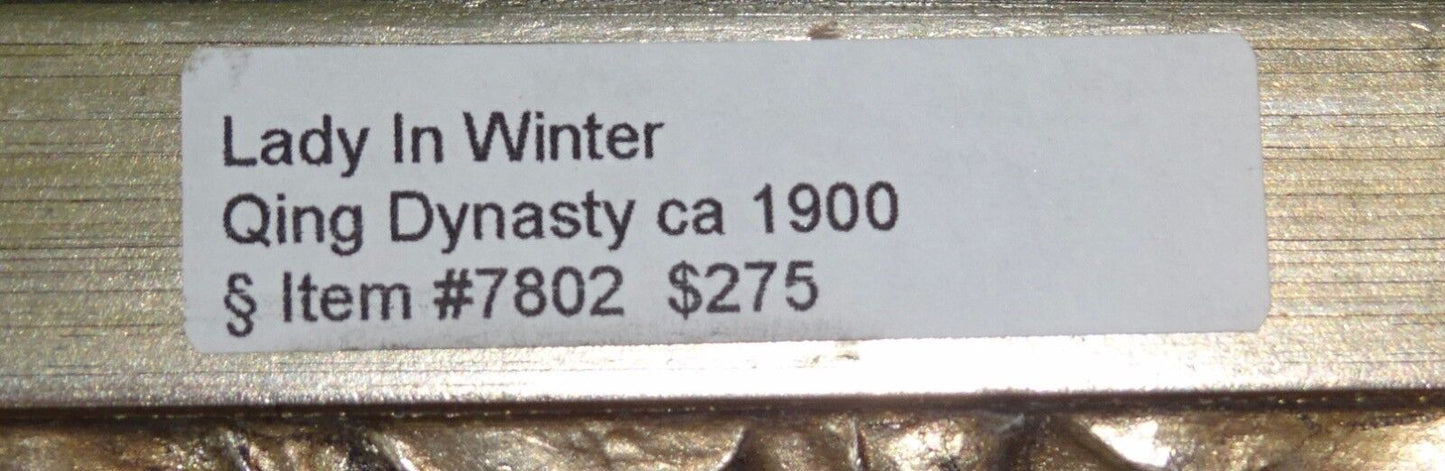 Lady In Winter
Qing Dynasty ca 1900
§ Item #7802 $275